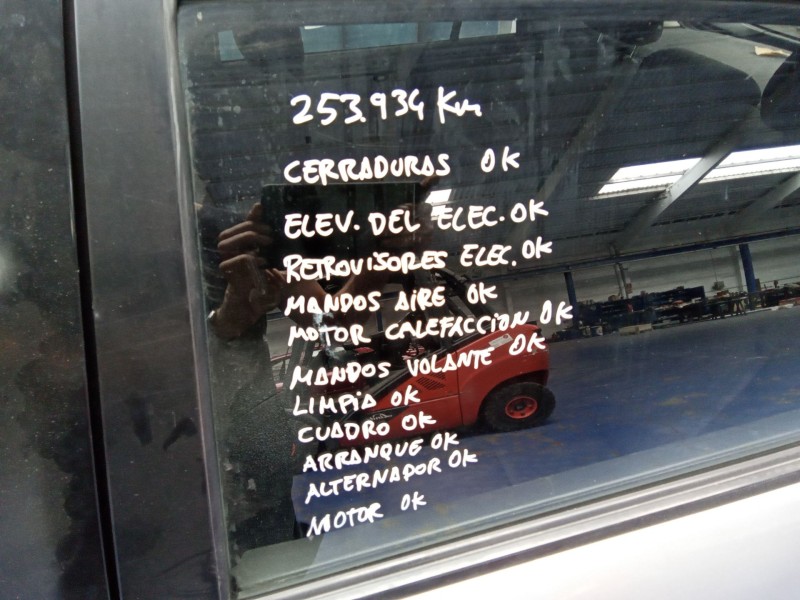 253.934 Km
CERRADURAS OK
ELEV. DEL ELEC. OK
RETROVISORES ELEC. OK
MANDOS AIRE OK
MOTOR CALEFACCION OK
MANDOS VOLANTE OK
LIMPIA OK
CUADRO OK
ARRANQUE OK
ALTERNADOR OK
MOTOR OK